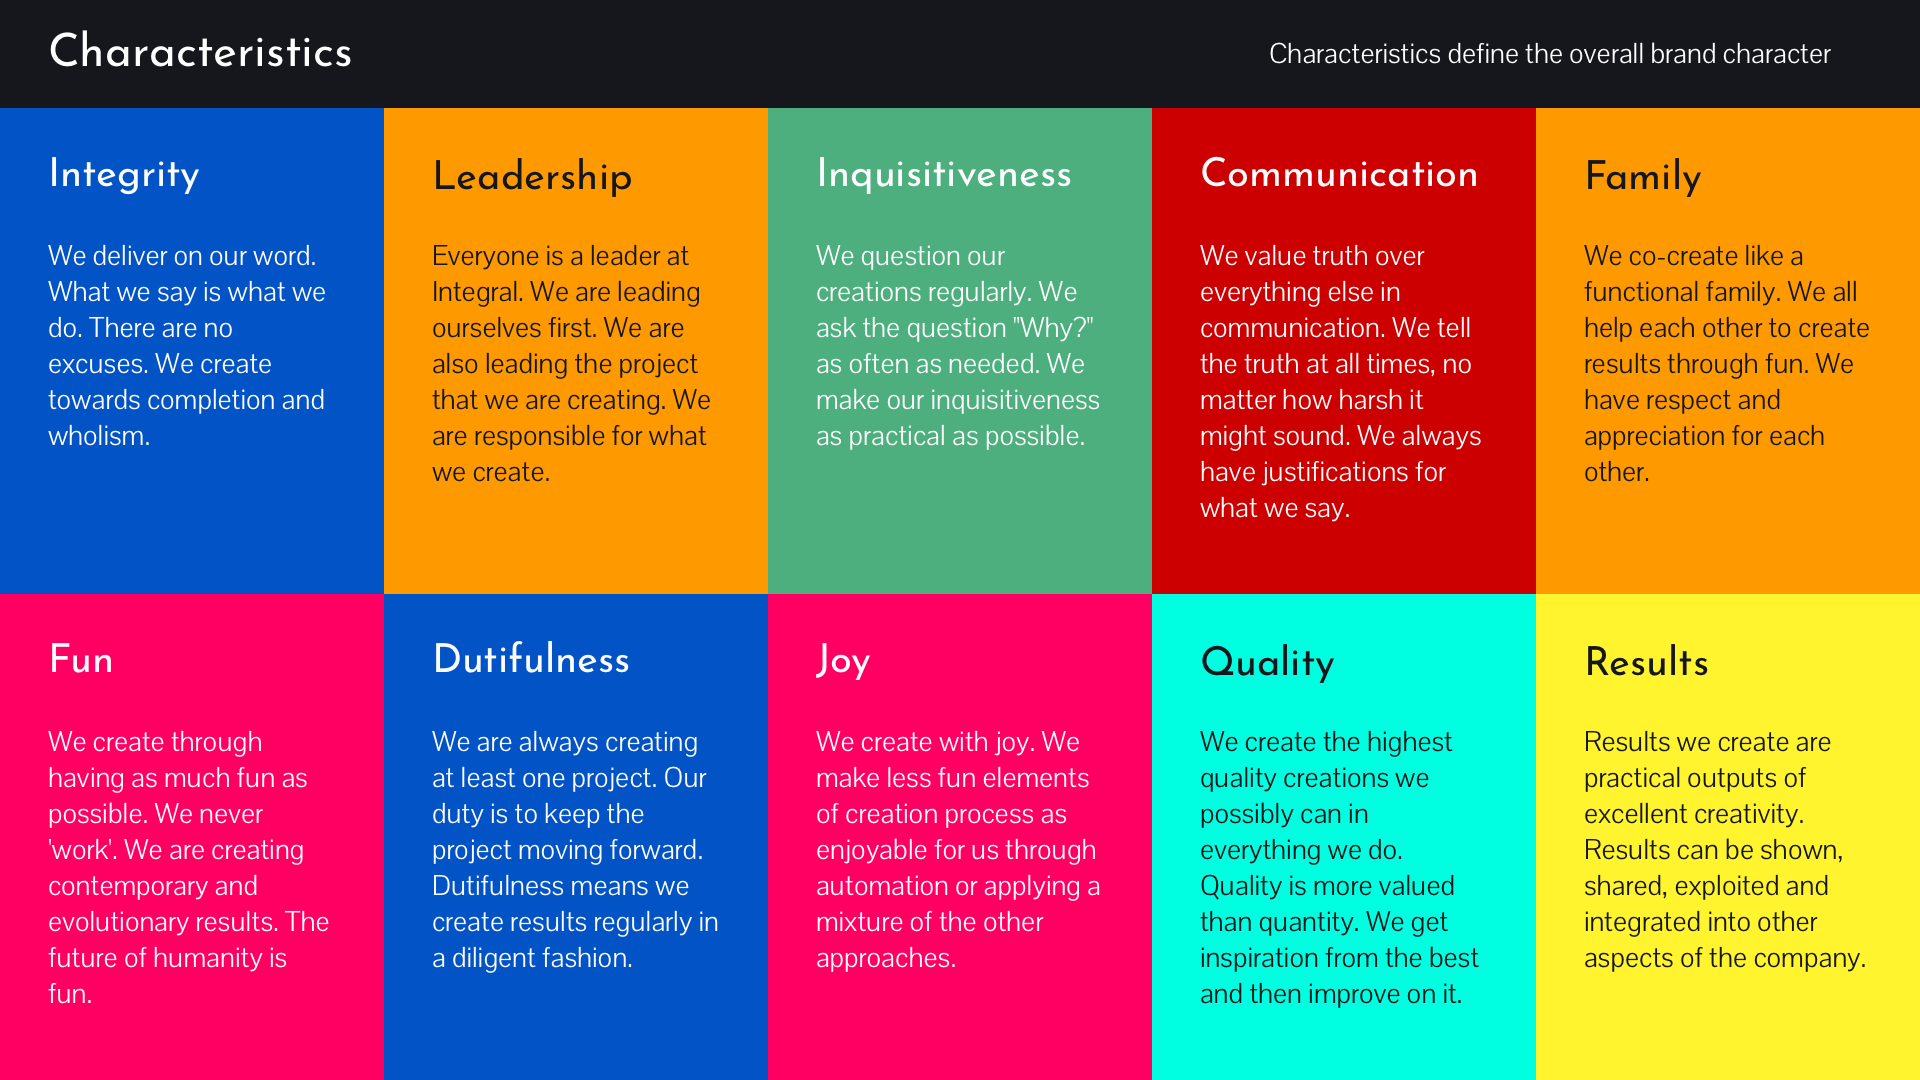 Characteristics
Characteristics define the overall brand character
Integrity
We deliver on our word.
What we say is what we
do. There are no
excuses. We create
towards completion and
wholism.
Leadership
Everyone is a leader at
Integral. We are leading
ourselves first. We are
also leading the project
that we are creating. We
are responsible for what
we create.
Inquisitiveness
We question our
creations regularly. We
ask the question "Why?"
as often as needed. We
make our inquisitiveness
as practical as possible.
Communication
We value truth over
everything else in
communication. We tell
the truth at all times, no
matter how harsh it
might sound. We always
have justifications for
what we say.
Family
We co-create like a
functional family. We all
help each other to create
results through fun. We
have respect and
appreciation for each
other.
Fun
We create through
having as much fun as
possible. We never
'work'. We are creating
contemporary and
evolutionary results. The
future of humanity is
fun.
Dutifulness
We are always creating
at least one project. Our
duty is to keep the
project moving forward.
Dutifulness means we
create results regularly in
a diligent fashion.
Joy
We create with joy. We
make less fun elements
of creation process as
enjoyable for us through
automation or applying a
mixture of the other
approaches.
Quality
We create the highest
quality creations we
possibly can in
everything we do.
Quality is more valued
than quantity. We get
inspiration from the best
and then improve on it.
Results
Results we create are
practical outputs of
excellent creativity.
Results can be shown,
shared, exploited and
integrated into other
aspects of the company.